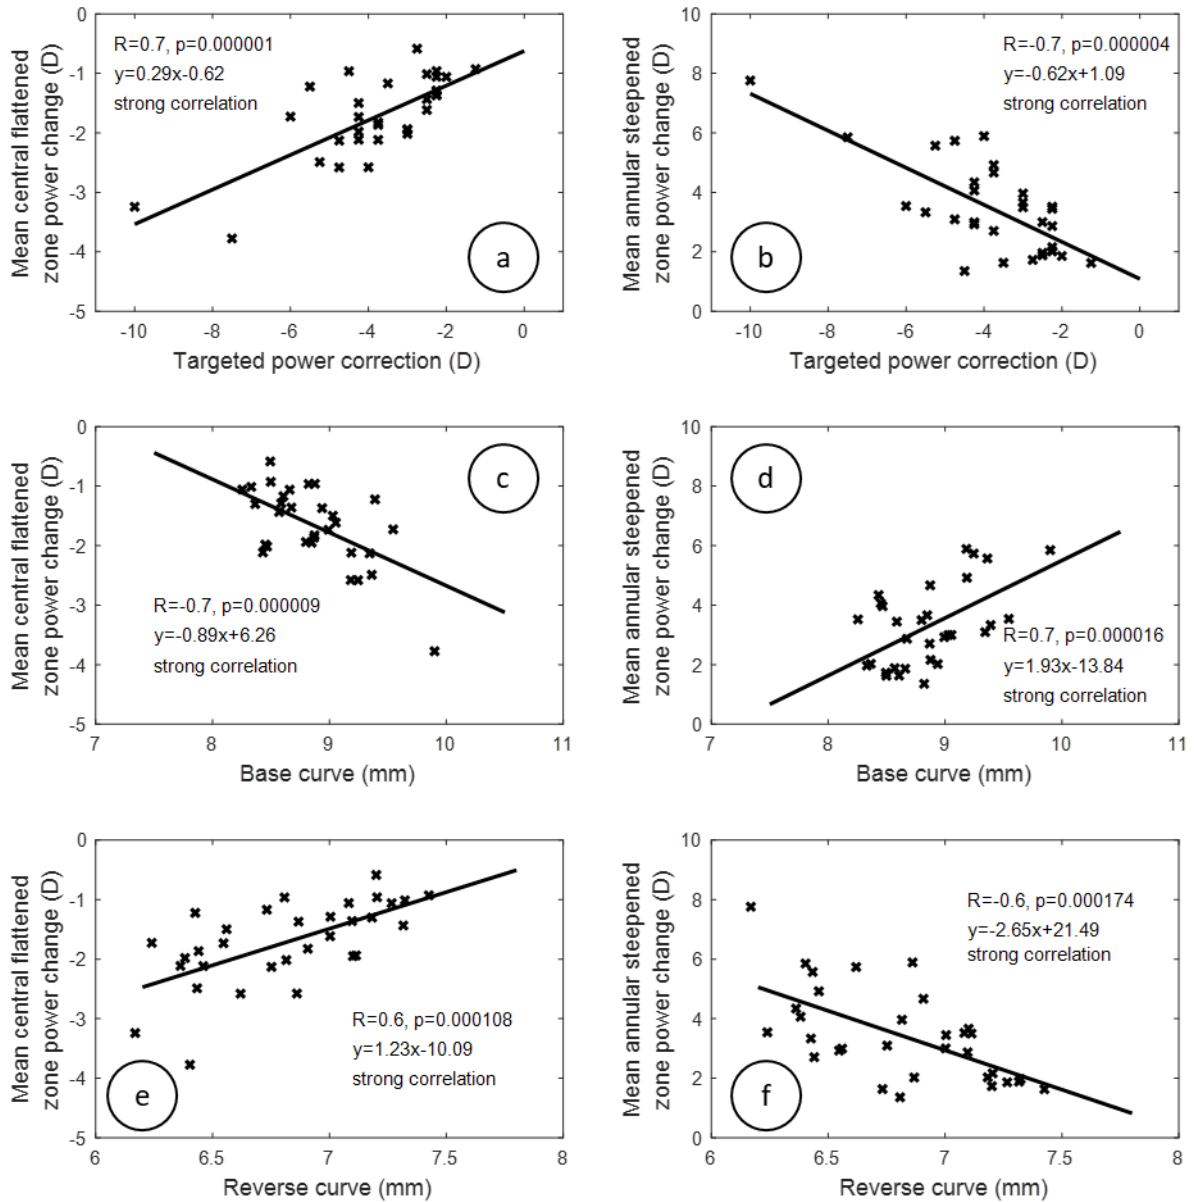 Mean central flattened
zone power change (D)
0
-1
-2
-3
-4
-5
R=0.7, p=0.000001
y=0.29x-0.62
strong correlation
a
-10
-8
-6
-4
-2
0
Targeted power correction (D)
Mean annular steepened
zone power change (D)
10
8
6
4
2
0
R=-0.7, p=0.000004
y=-0.62x+1.09
strong correlation
b
-10
-8
-6
-4
-2
0
Targeted power correction (D)
Mean central flattened
zone power change (D)
0
-1
-2
-3
-4
-5
c
R=-0.7, p=0.000009
y=-0.89x+6.26
strong correlation
7
8
9
10
11
Base curve (mm)
Mean annular steepened
zone power change (D)
10
8
6
4
2
0
d
R=0.7, p=0.000016
y=1.93x-13.84
strong correlation
7
8
9
10
11
Base curve (mm)
Mean central flattened
zone power change (D)
0
-1
-2
-3
-4
-5
R=0.6, p=0.000108
y=1.23x-10.09
strong correlation
e
6
6.5
7
7.5
8
Reverse curve (mm)
Mean annular steepened
zone power change (D)
10
8
6
4
2
0
R=-0.6, p=0.000174
y=-2.65x+21.49
strong correlation
f
6
6.5
7
7.5
8
Reverse curve (mm)